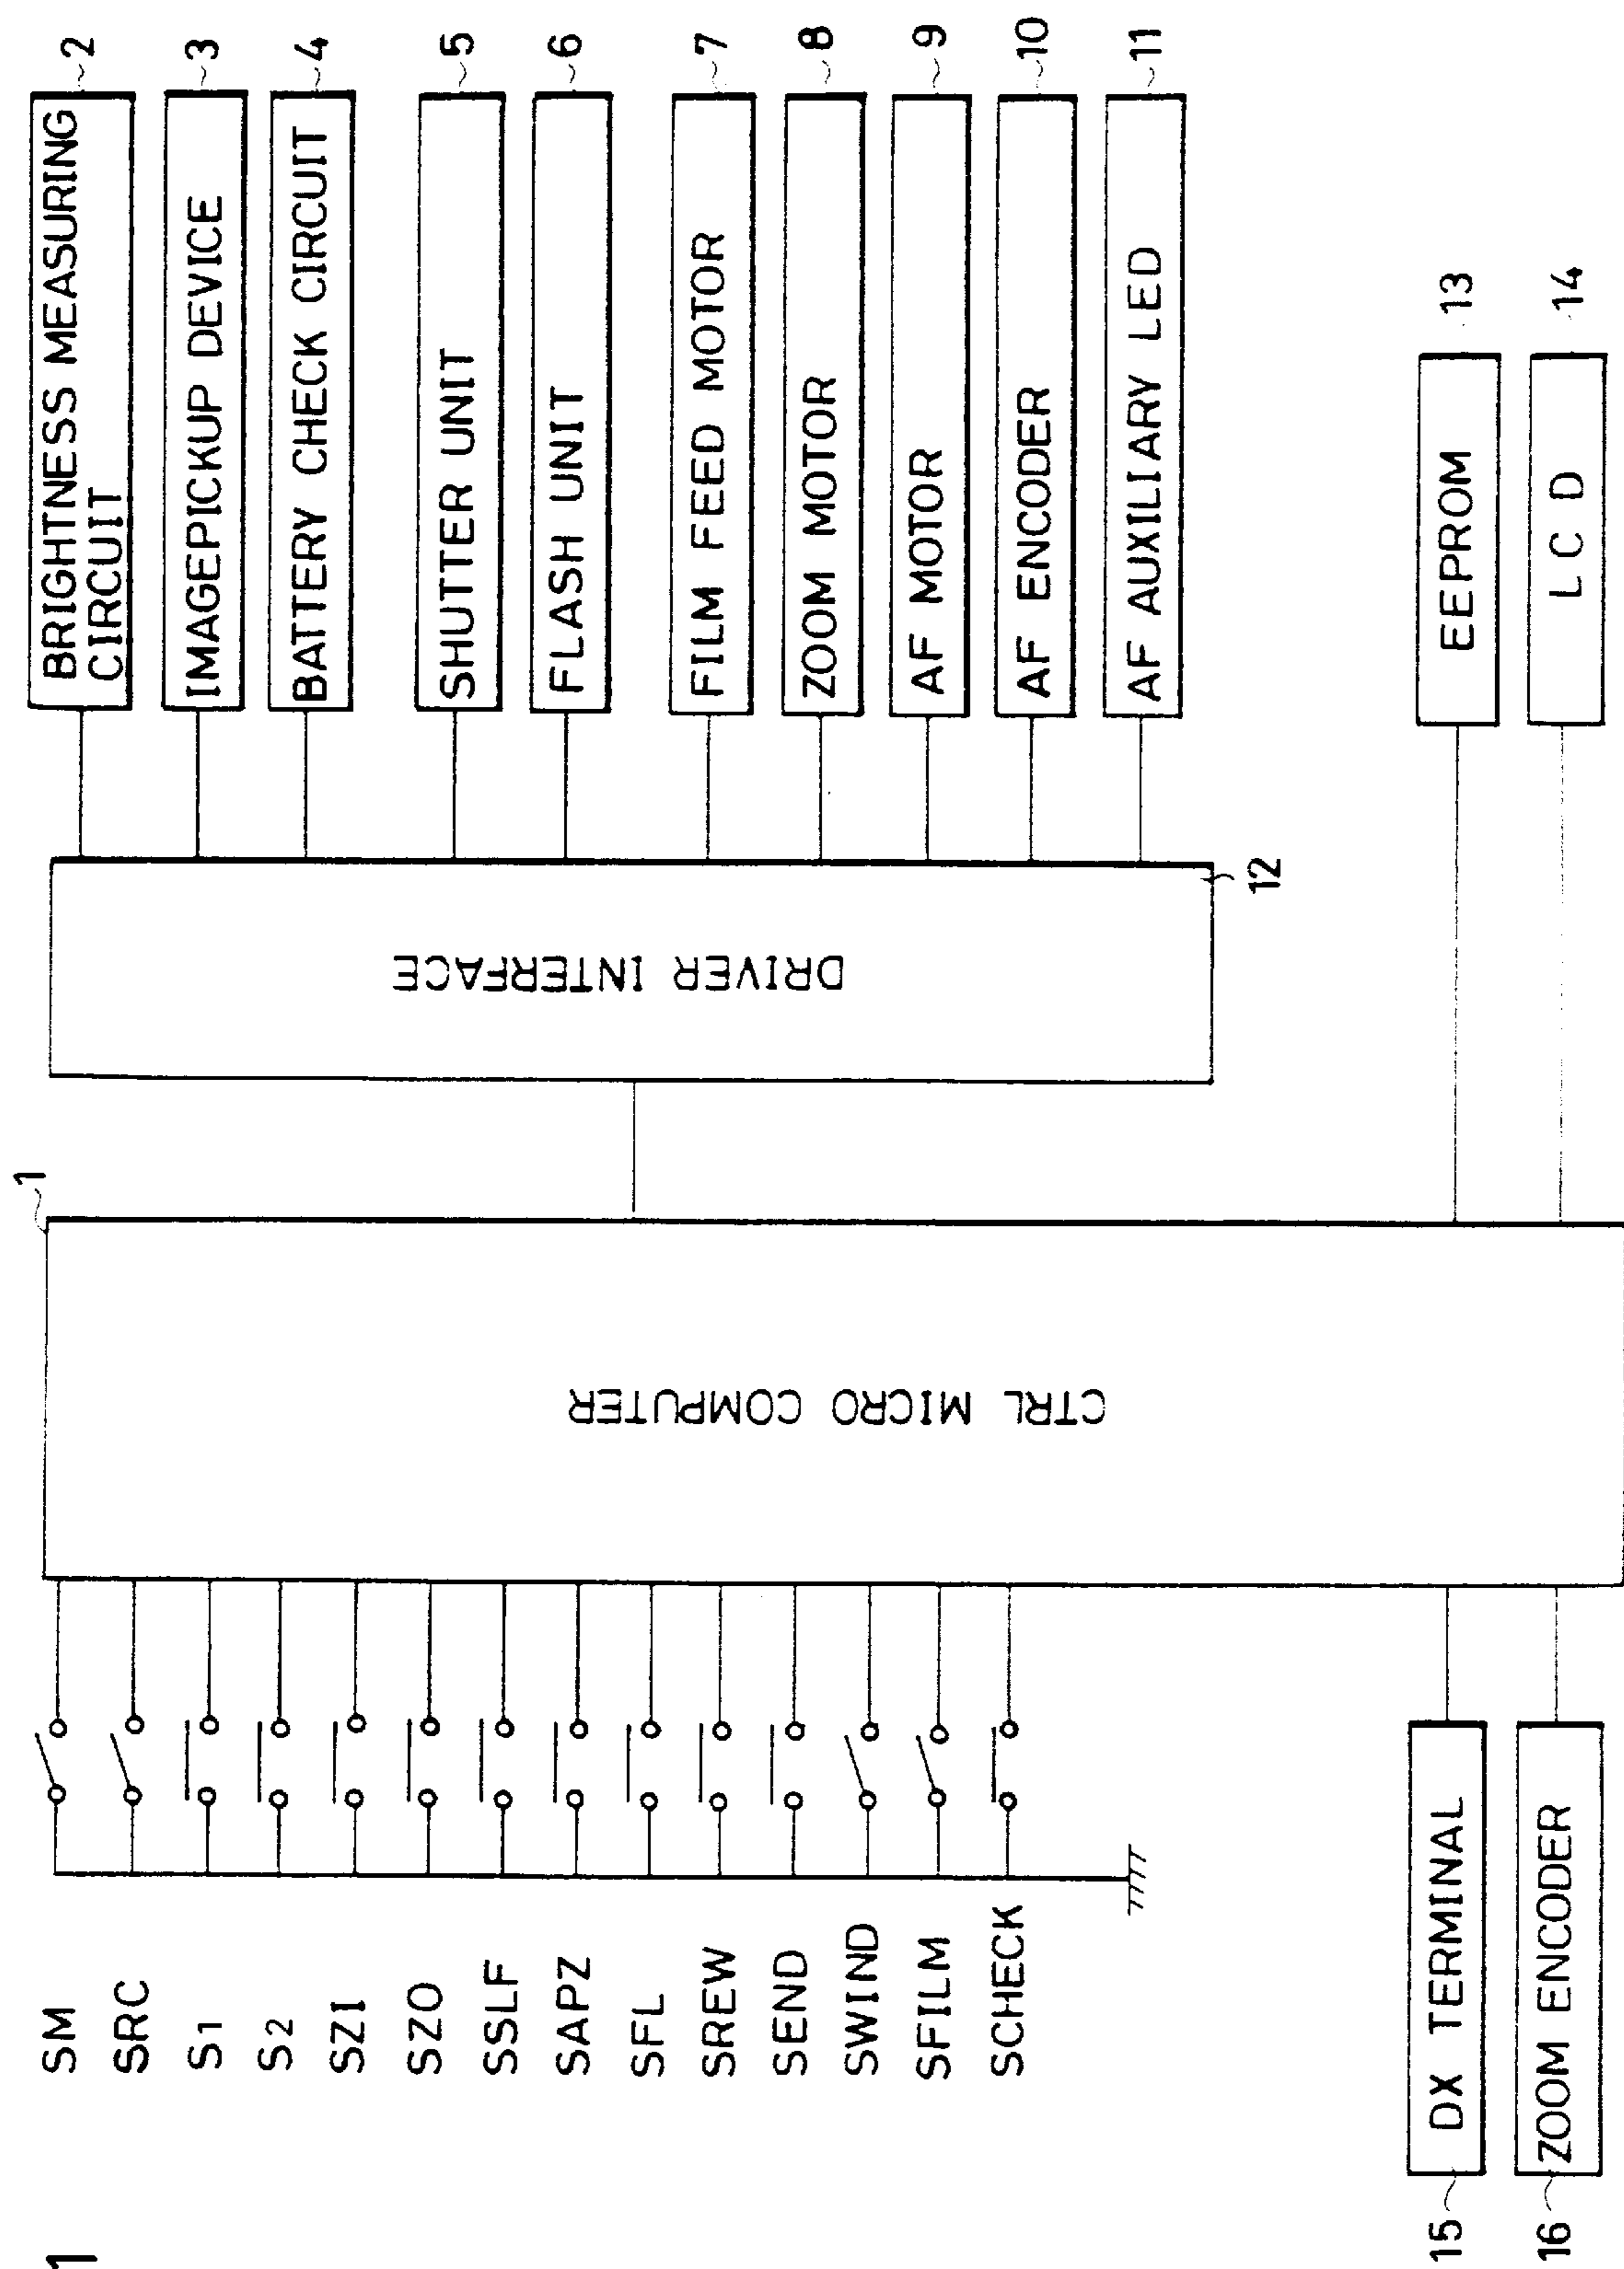 1
SM
SRC
S1
S2
SZI
SZO
SSLF
SAPZ
SFL
SREW
SEND
SWIND
SFILM
SCHECK
15 DX TERMINAL
16 ZOOM ENCODER
1
CTRL MICRO COMPUTER
DRIVER INTERFACE
12
BRIGHTNESS MEASURING
CIRCUIT
2
IMAGEPICKUP DEVICE 3
BATTERY CHECK CIRCUIT 4
SHUTTER UNIT 5
FLASH UNIT 6
FILM FEED MOTOR 7
ZOOM MOTOR 8
AF MOTOR 9
AF ENCODER 10
AF AUXILIARY LED 11
EEPROM 13
LCD 14